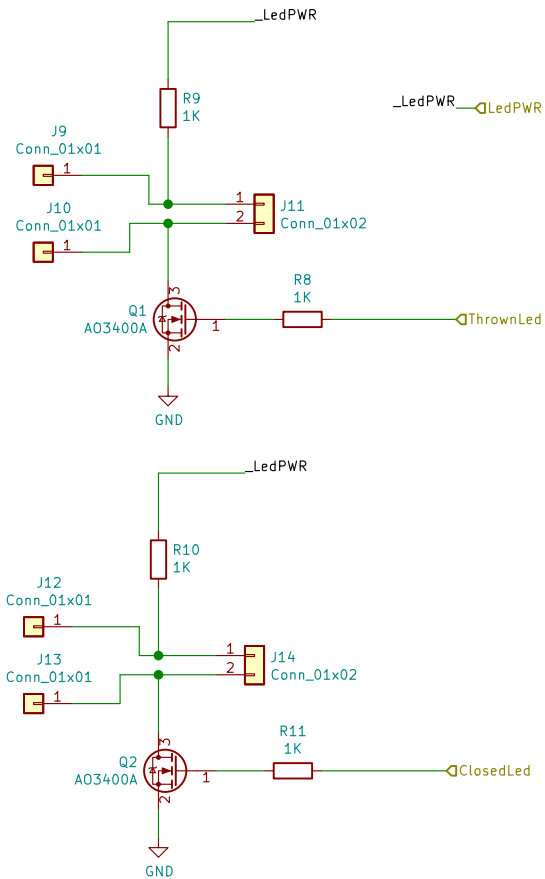 _LedPWR
R9
1K
_LedPWR
LedPWR
J9
Conn_01x01
1
1
J11
J10
2
Conn_01x02
Conn_01x01
1
3
R8
1K
Q1
AO3400A
1
ThrownLed
2
GND
_LedPWR
R10
1K
J12
Conn_01x01
1
1
J14
J13
2
Conn_01x02
Conn_01x01
1
3
R11
1K
Q2
AO3400A
1
ClosedLed
2
GND